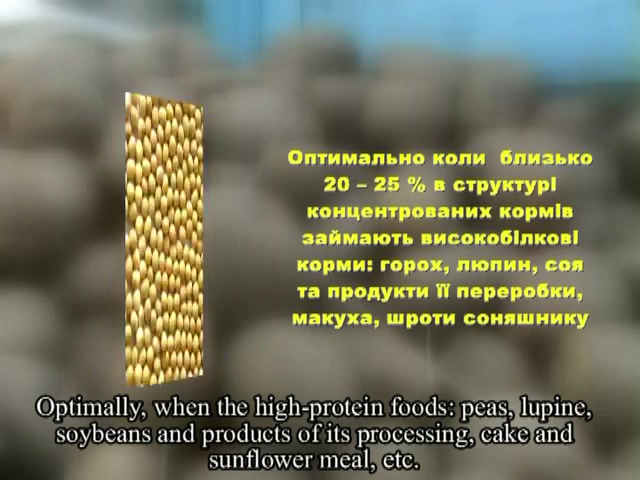 Оптимально коли близько
20 – 25 % в структурі
концентрованих кормів
займають високобілкові
корми: горох, люпин, соя
та продукти її переробки,
макуха, шроти соняшнику
Optimally, when the high-protein foods: peas, lupine,
soybeans and products of its processing, cake and
sunflower meal, etc.